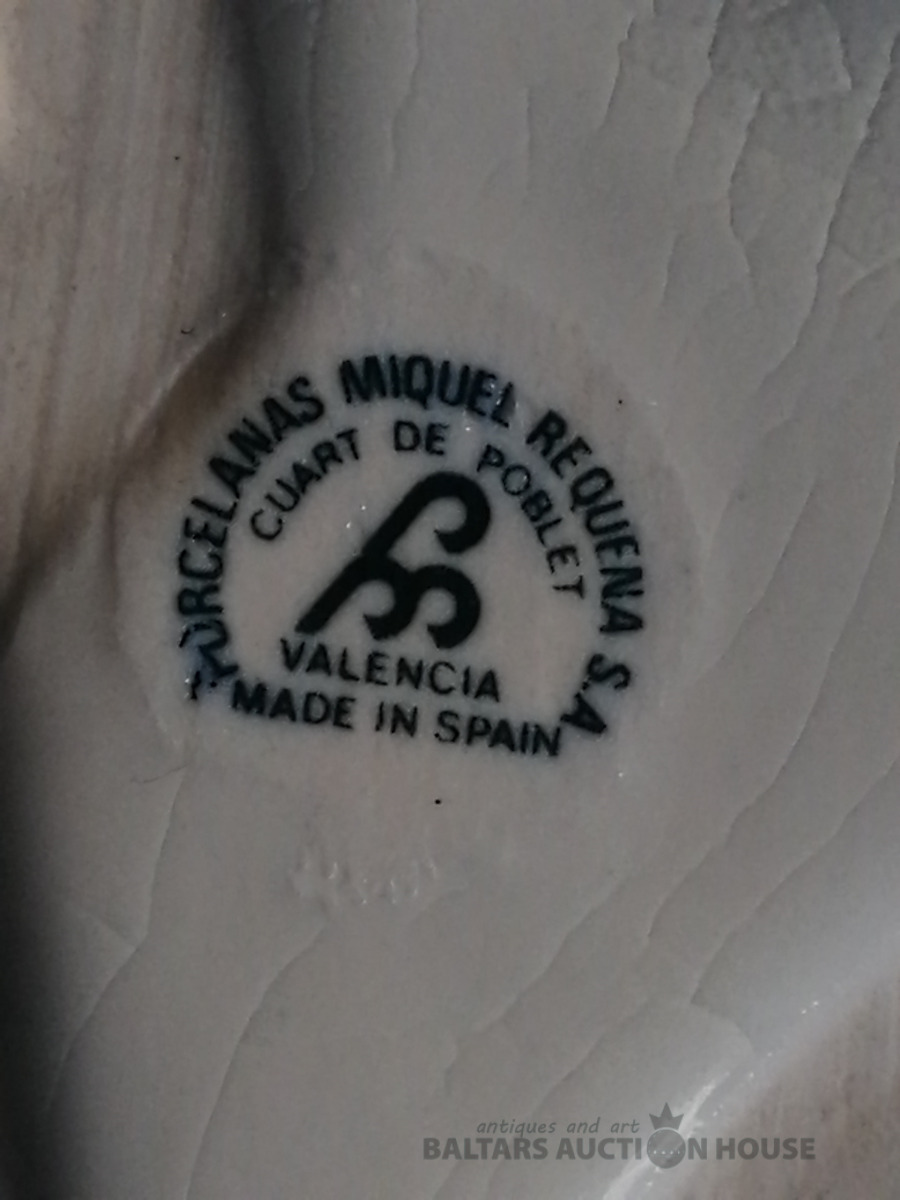 PORCELANAS MIQUEL REQUENA S.A
CUART DE POBLET
VALENCIA
MADE IN SPAIN
antiques and art
BALTARS AUCTION HOUSE